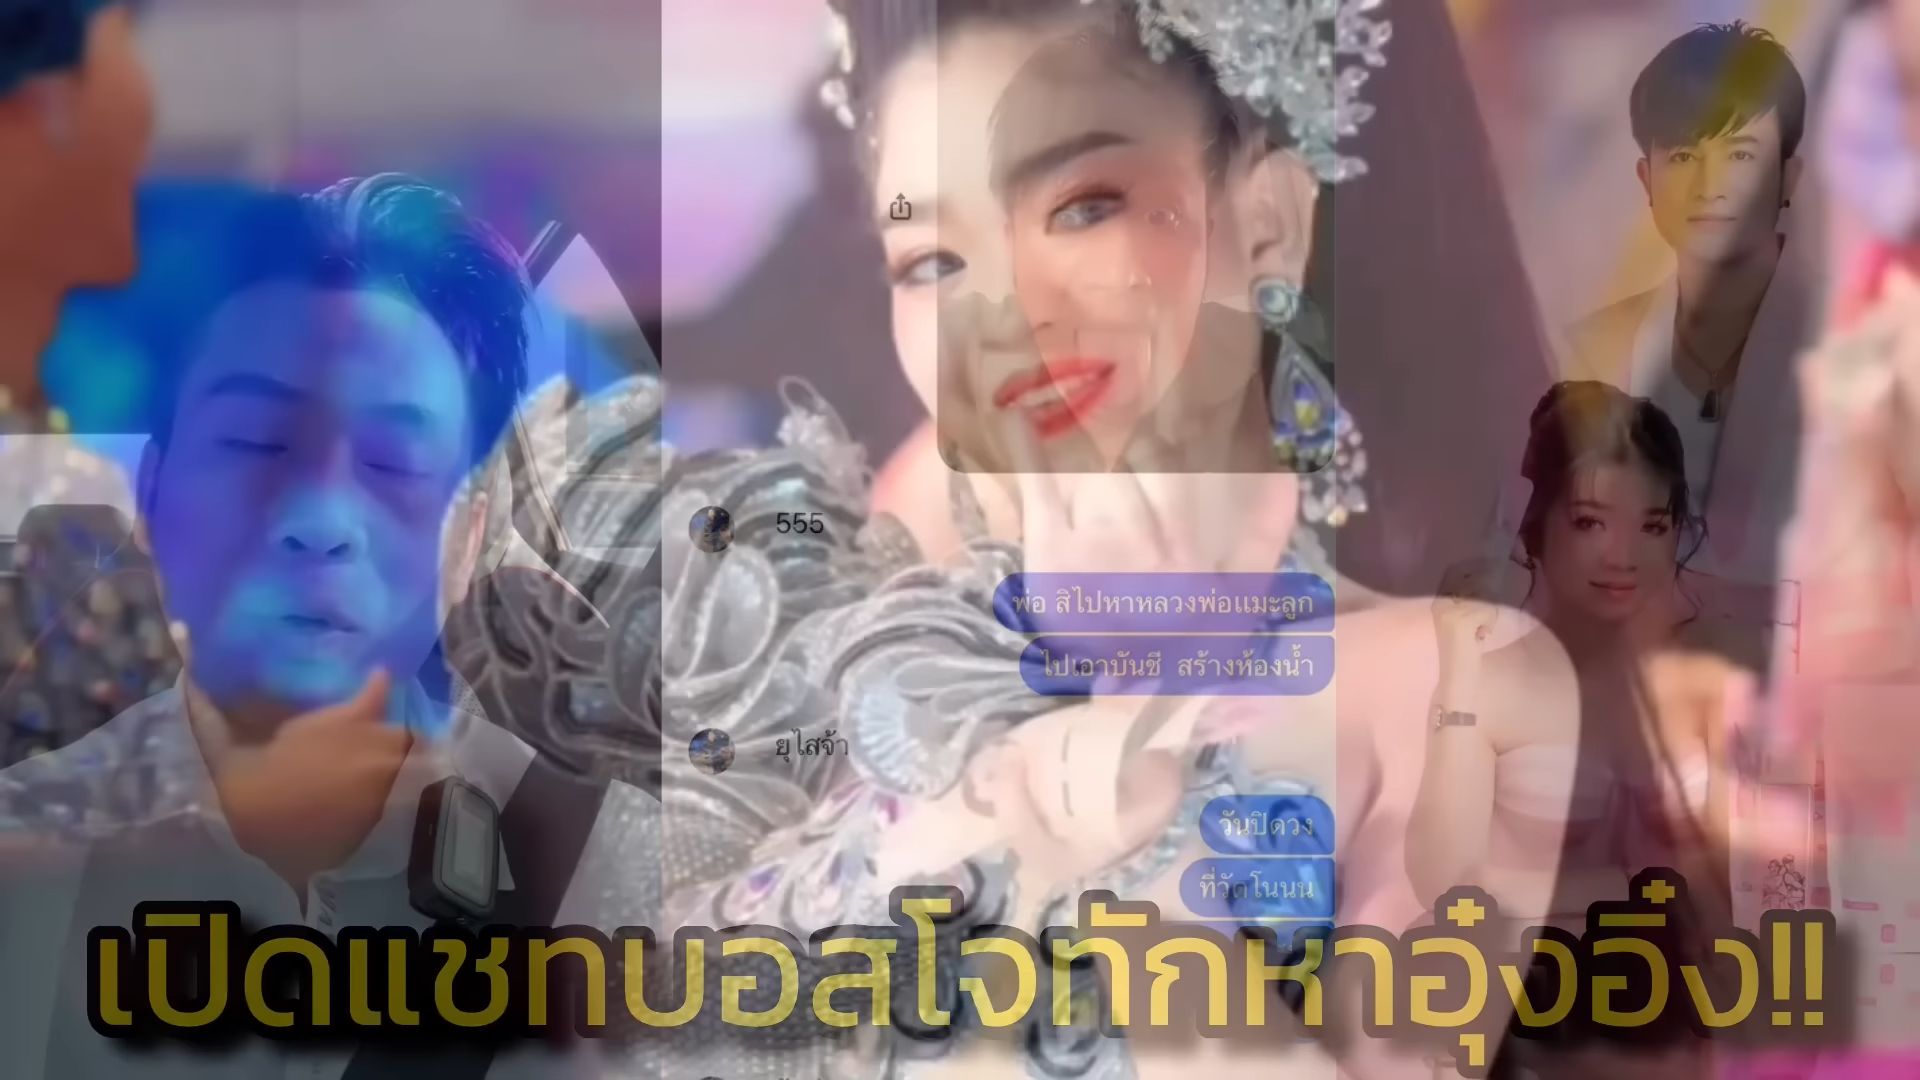 555
พ่อ สิไปหาหลวงพ่อแมะลูก
ไปเอาบันชี สร้างห้องน้ำ
ยุไสจ้า
วันปิดวง
ที่วัดโนนน
เปิดแชทบอสโจทักหาอุ๋งอิ๋ง!!